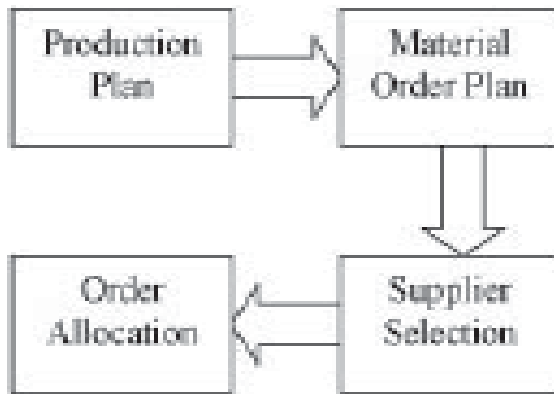 Production
Plan
Material
Order Plan
Supplier
Selection
Order
Allocation